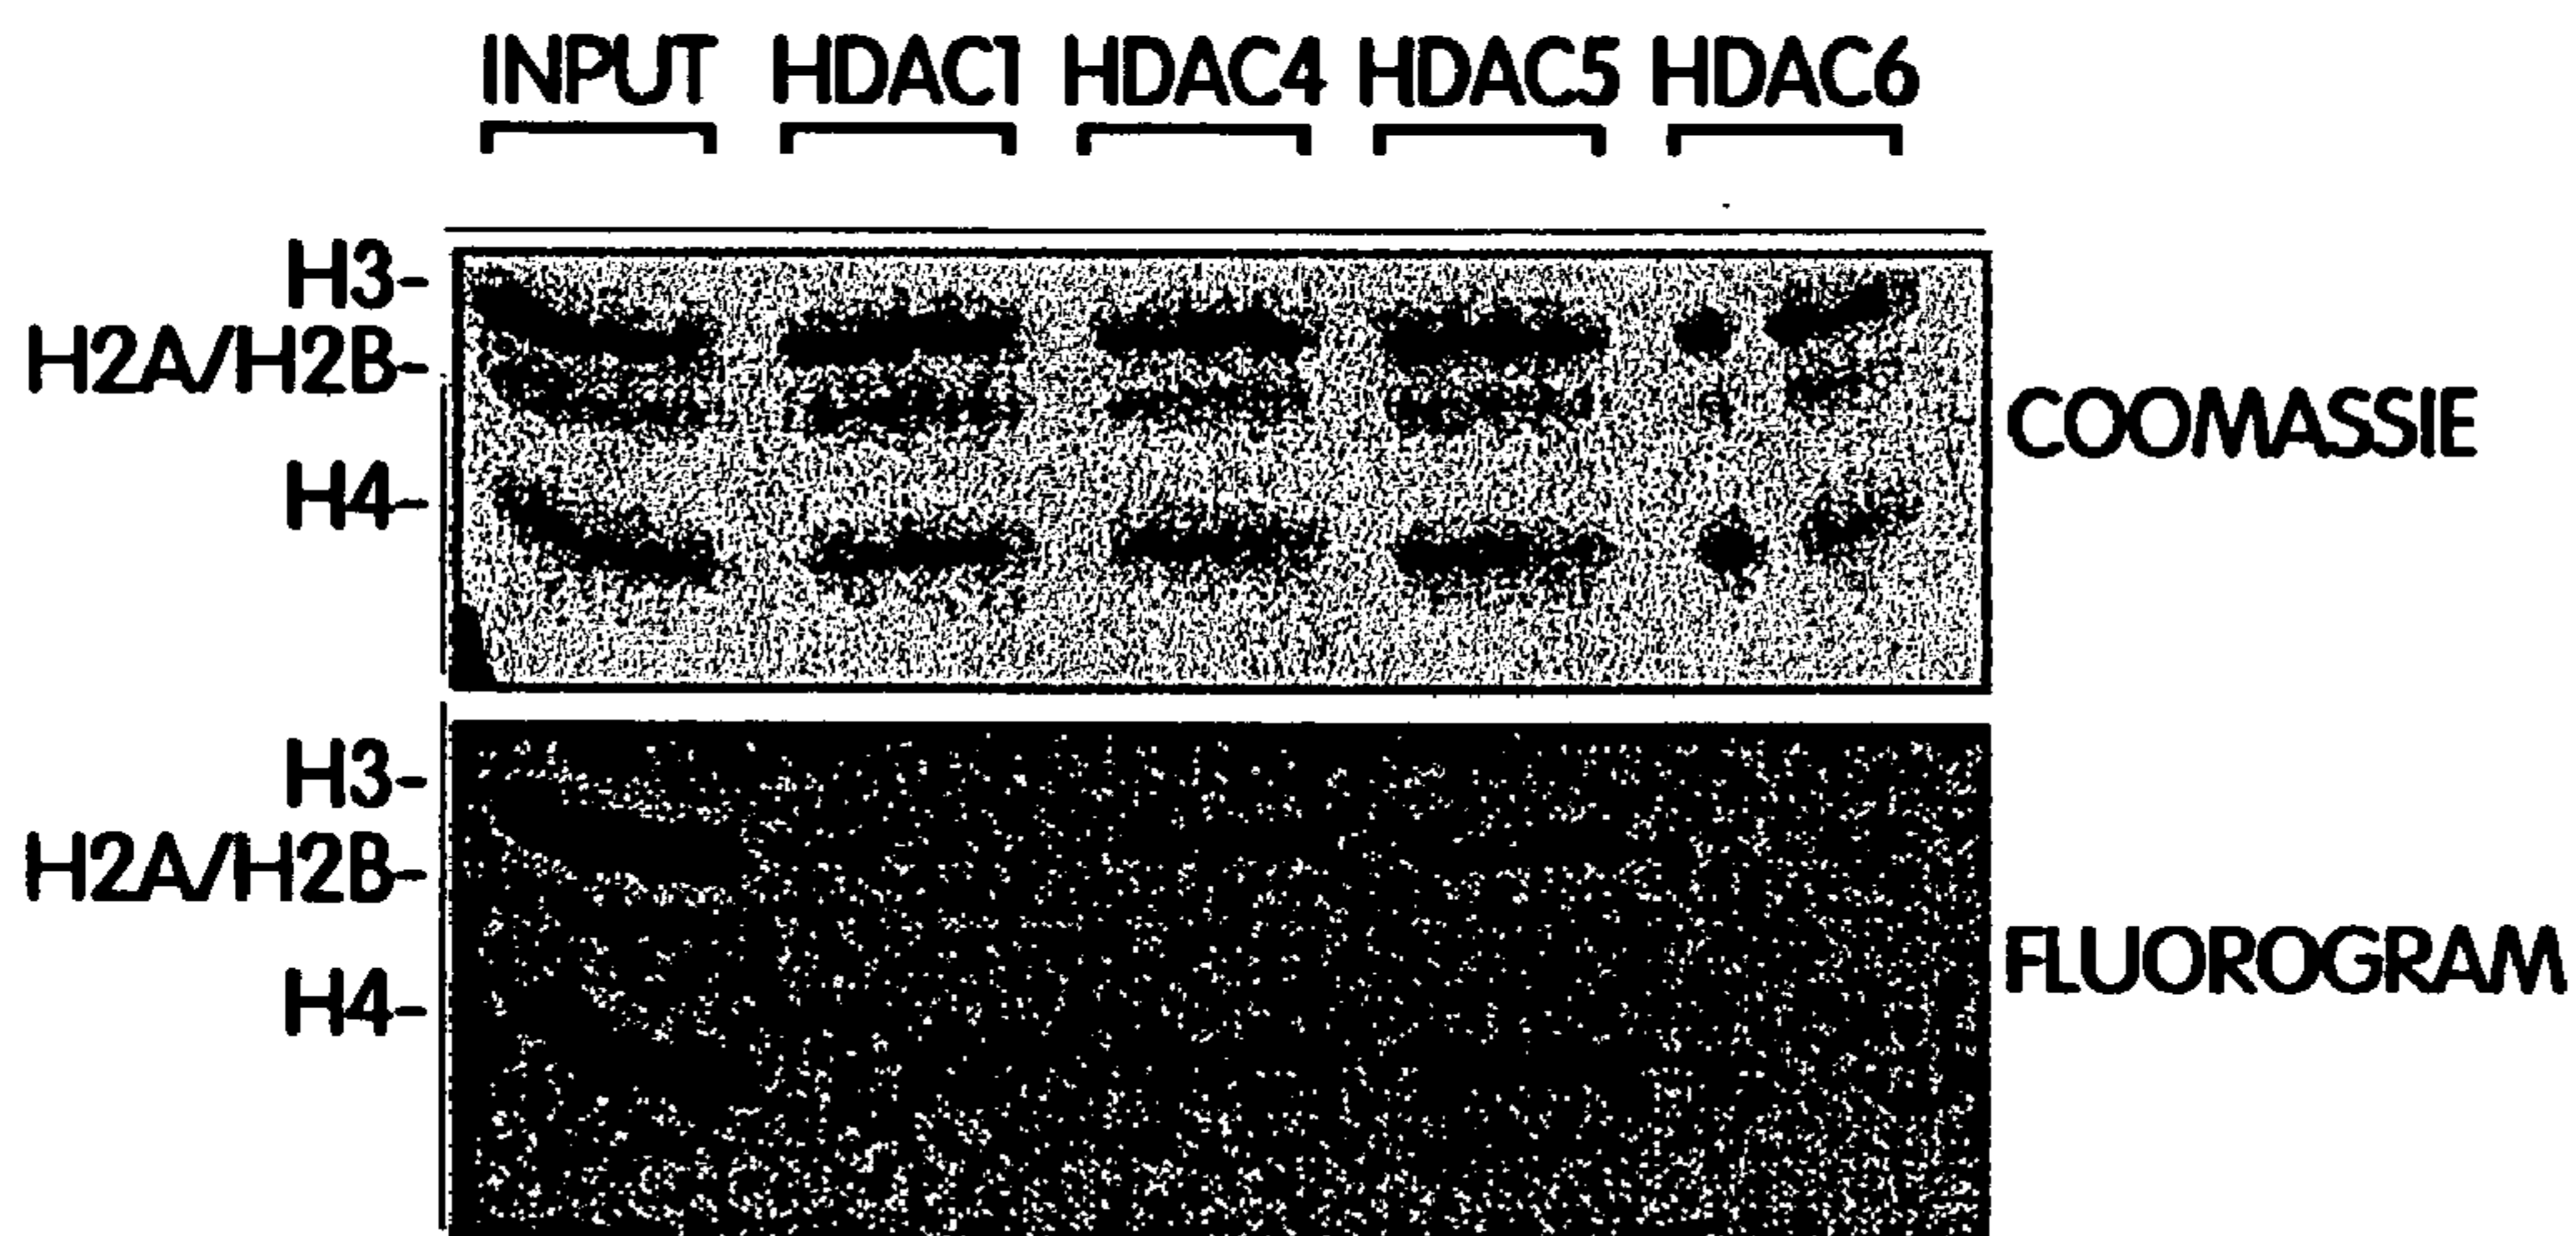 INPUT HDAC1 HDAC4 HDAC5 HDAC6
H3-
H2A/H2B-
H4-
COOMASSIE
H3-
H2A/H2B-
H4-
FLUOROGRAM